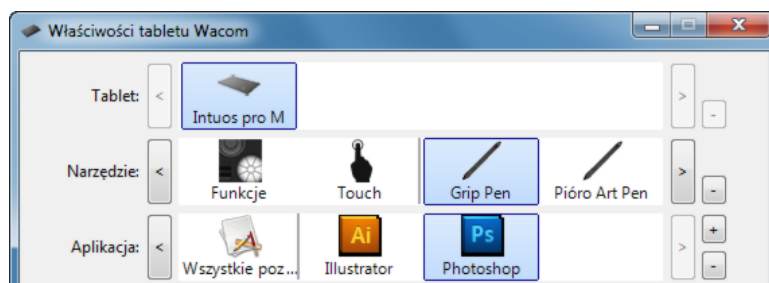 Właściwości tabletu Wacom
Tablet:
Intuos pro M
Narzędzie:
Funkcje
Touch
Grip Pen
Pióro Art Pen
Aplikacja:
Wszystkie poz...
Ai
Illustrator
Ps
Photoshop